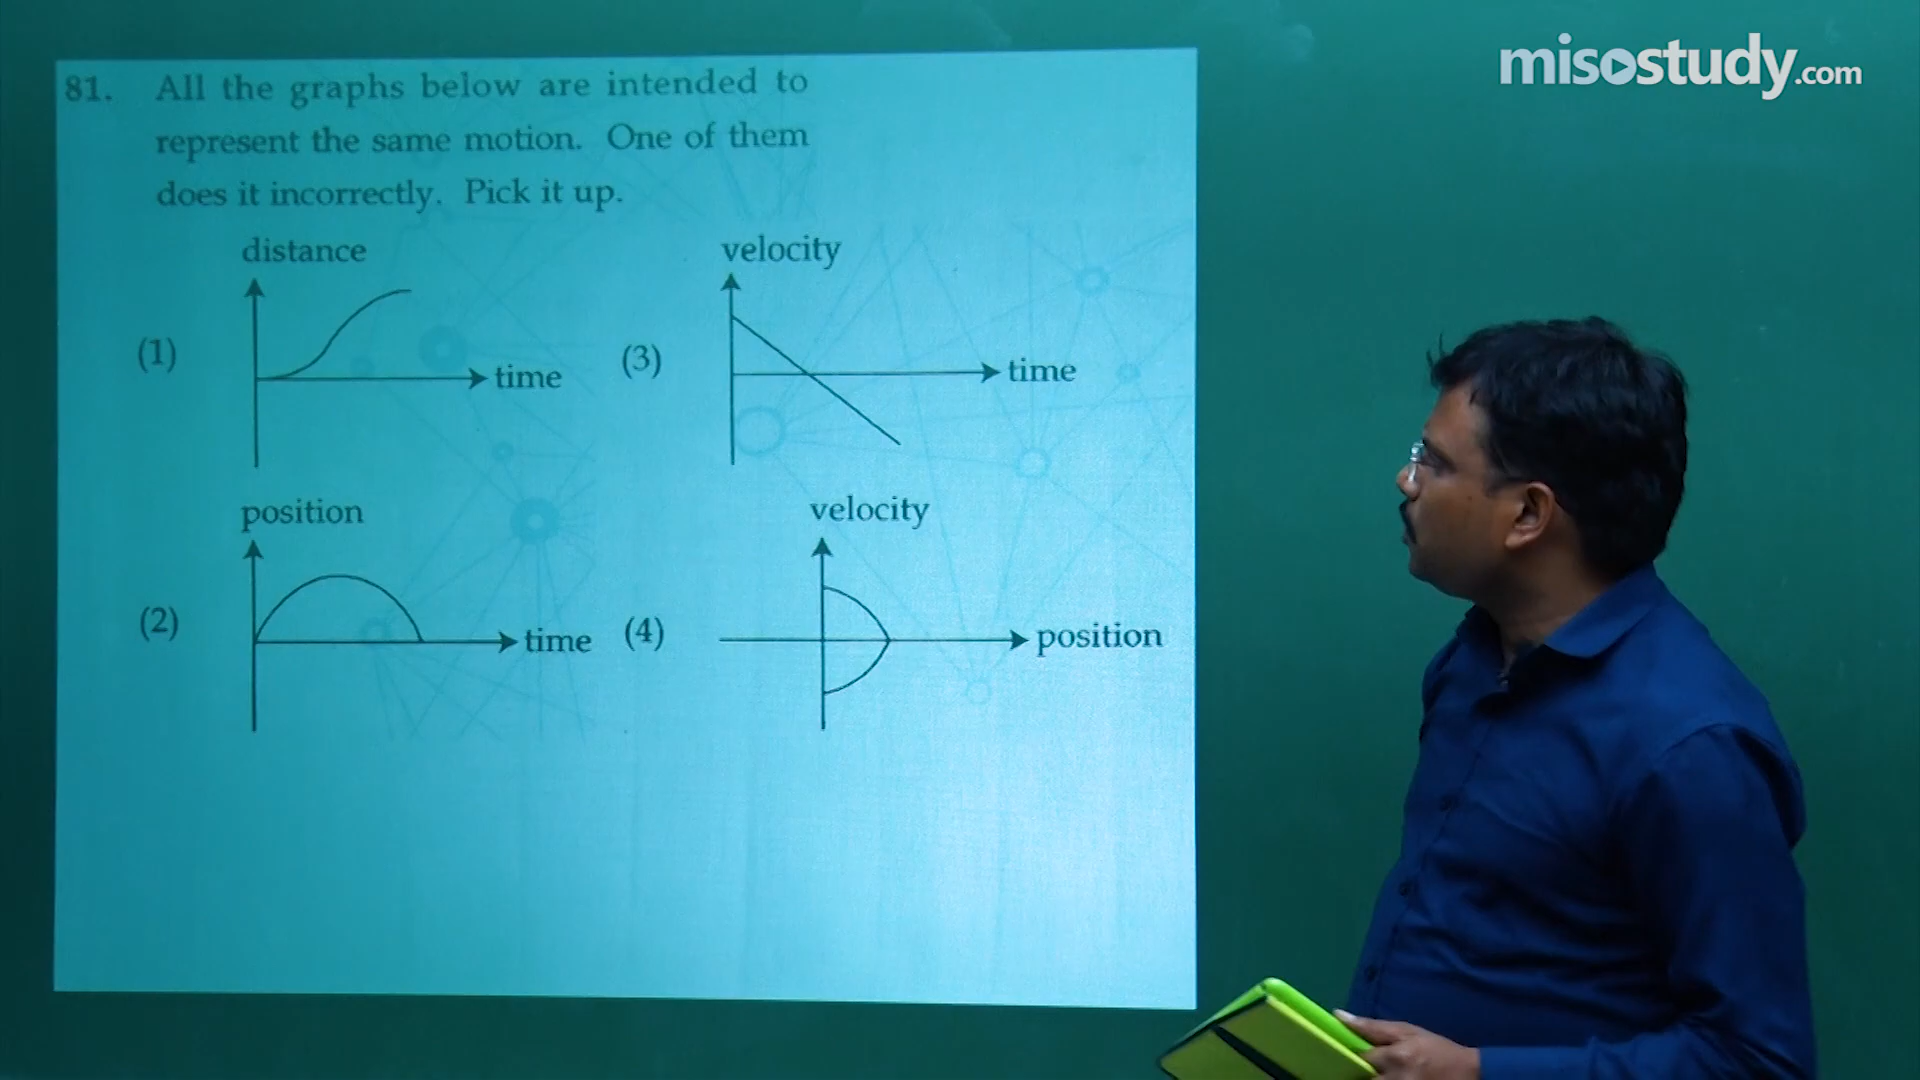 misostudy.com
81. All the graphs below are intended to
represent the same motion. One of them
does it incorrectly. Pick it up.
distance
(1)
time
velocity
(3)
time
position
(2)
time
velocity
(4)
position